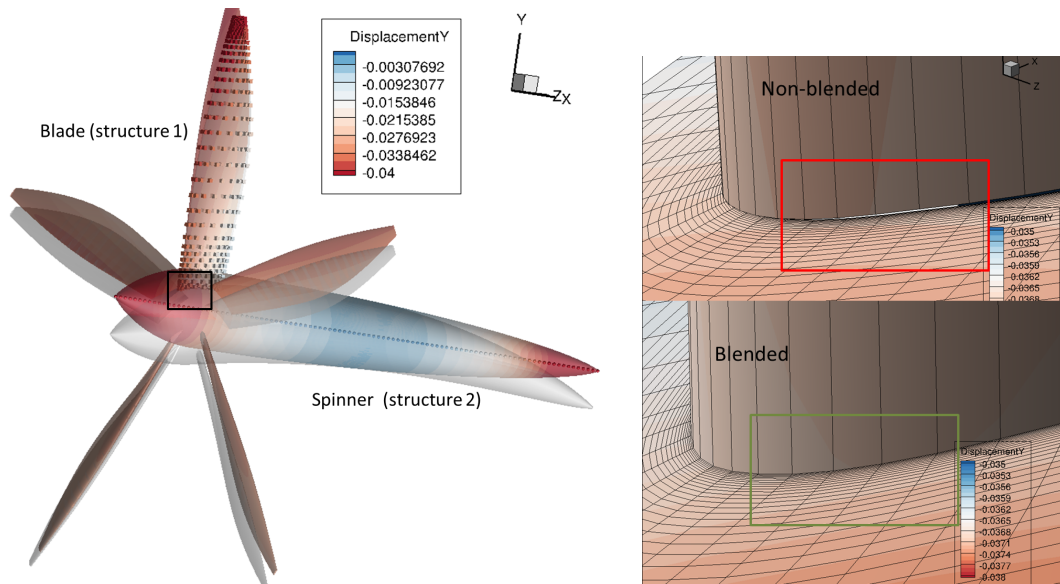 DisplacementY
-0.00307692
-0.00923077
-0.0153846
-0.0215385
-0.0276923
-0.0338462
-0.04
Y
Z X
Blade (structure 1)
Spinner (structure 2)
Non-blended
X
Z
DisplacementY
-0.035
-0.0353
-0.0356
-0.0359
-0.0362
-0.0365
-0.0368
Blended
DisplacementY
-0.035
-0.0353
-0.0356
-0.0359
-0.0362
-0.0365
-0.0368
-0.0371
-0.0374
-0.0377
-0.038